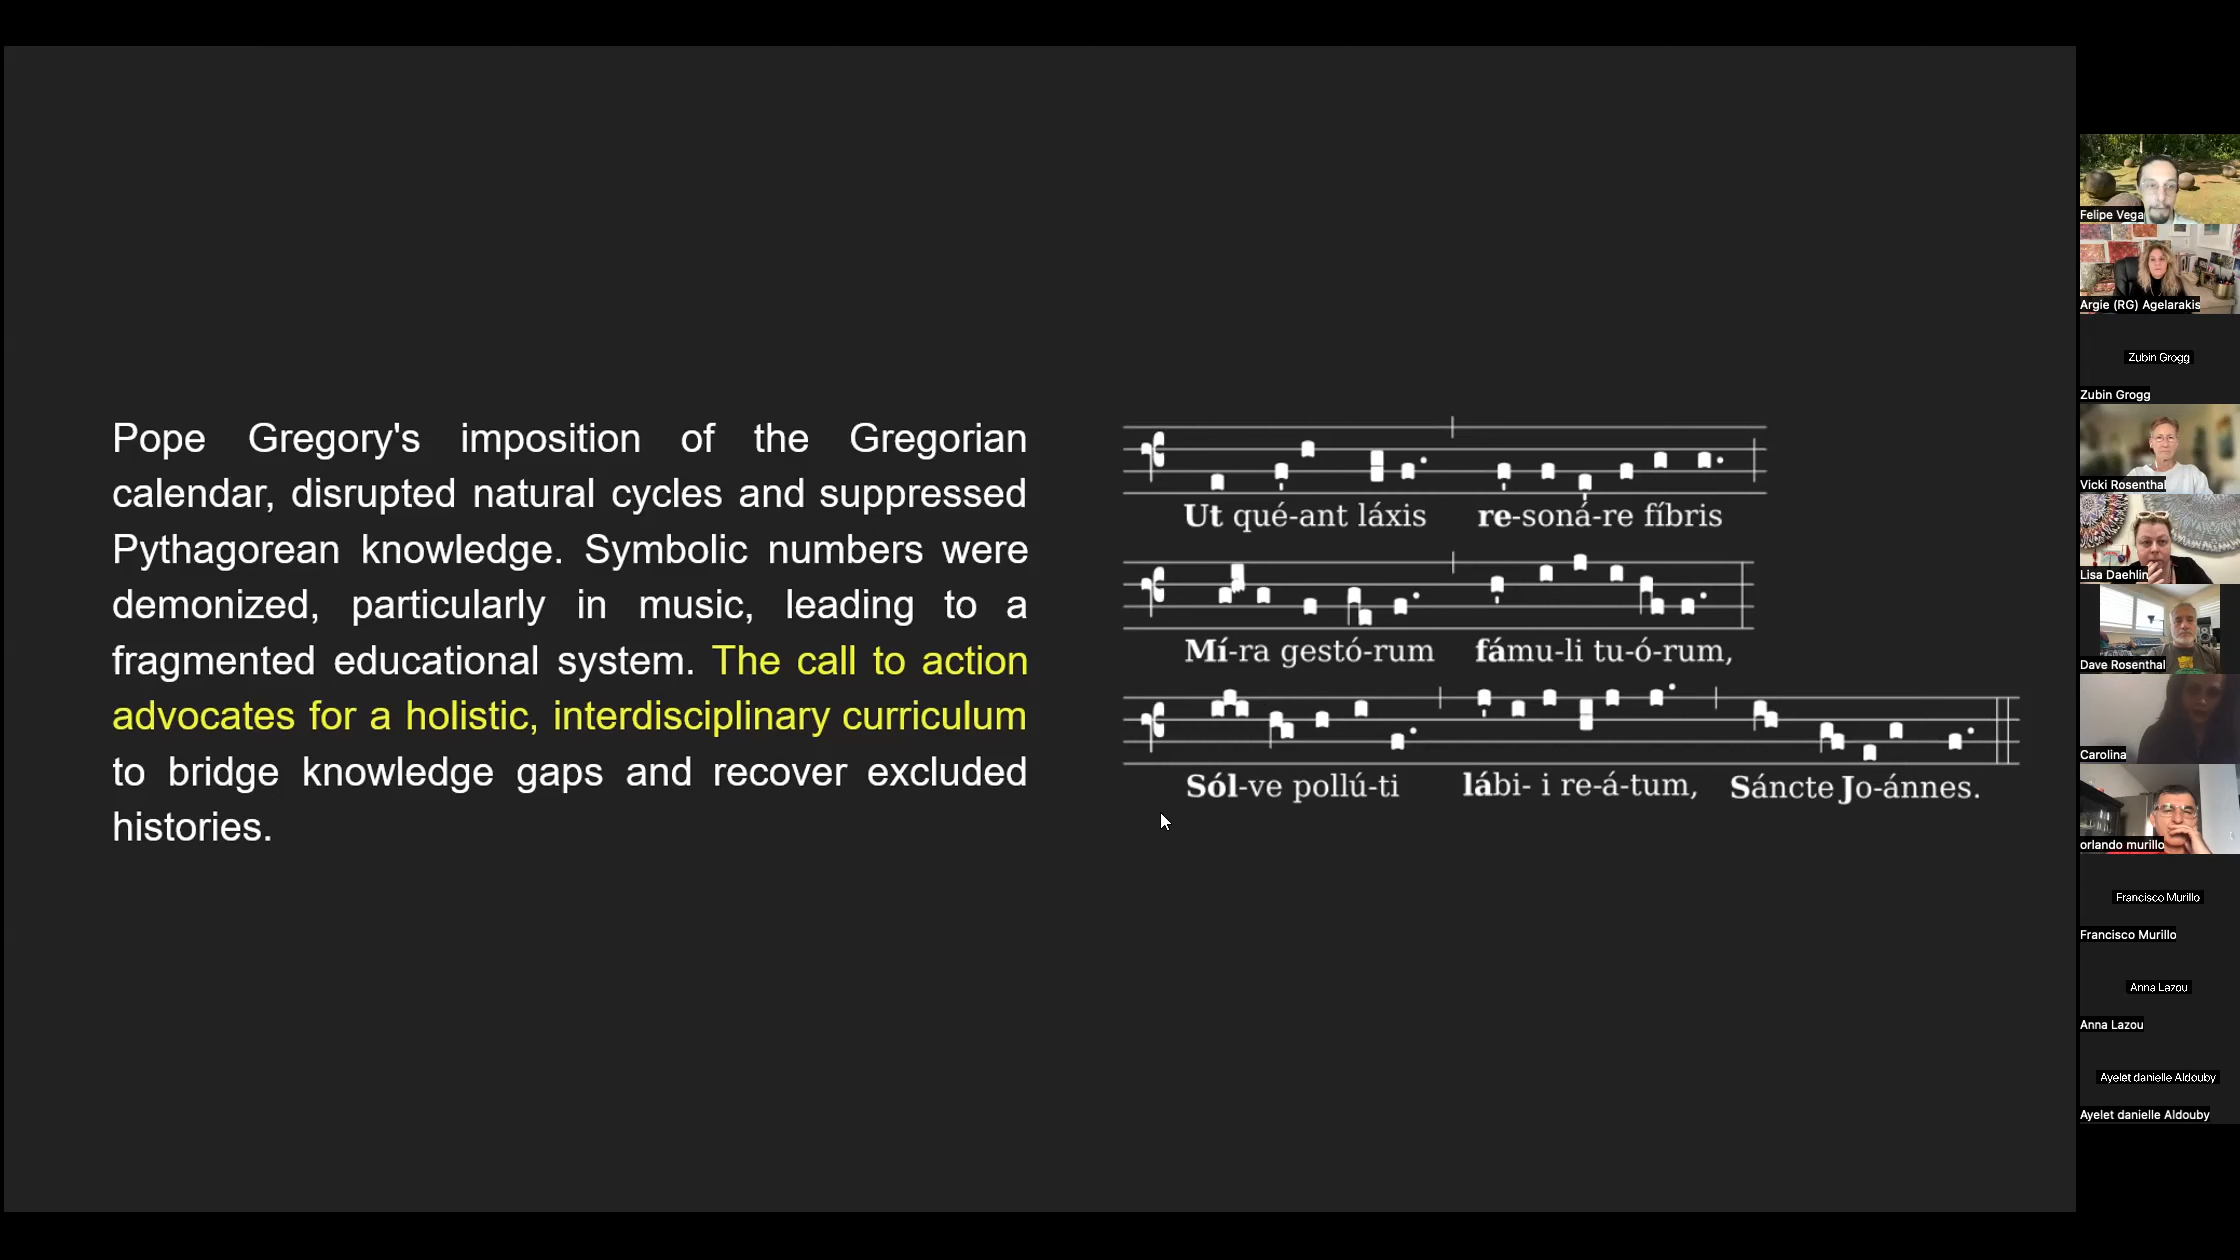 Pope Gregory's imposition of the Gregorian
calendar, disrupted natural cycles and suppressed
Pythagorean knowledge. Symbolic numbers were
demonized, particularly in music, leading to a
fragmented educational system. The call to action
advocates for a holistic, interdisciplinary curriculum
to bridge knowledge gaps and recover excluded
histories.
Ut qué-ant láxis re-soná-re fíbris
Mí-ra gestó-rum fámu-li tu-ó-rum,
Sól-ve pollú-ti lábi- i re-á-tum, Sáncte Jo-ánnes.
Felipe Vega
Argie (RG) Agelarakis
Zubin Grogg
Zubin Grogg
Vicki Rosenthal
Lisa Daehlin
Dave Rosenthal
Carolina
orlando murillo
Francisco Murillo
Francisco Murillo
Anna Lazou
Anna Lazou
Ayelet danielle Aldouby
Ayelet danielle Aldouby